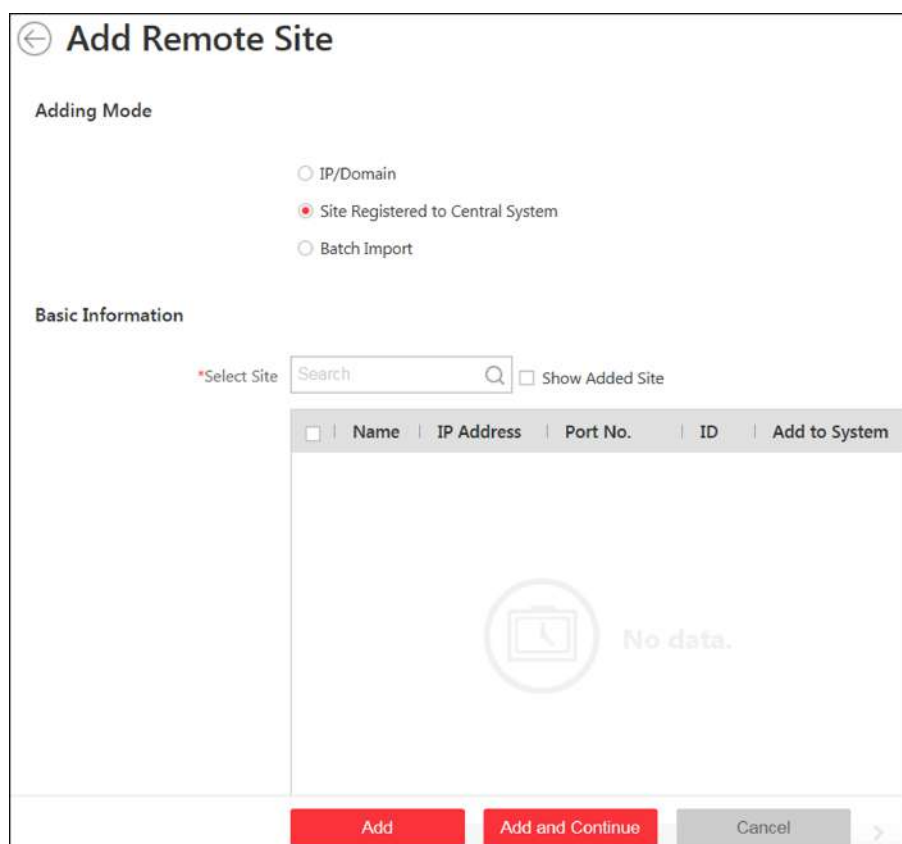 Add Remote Site
Adding Mode
IP/Domain
Site Registered to Central System
Batch Import
Basic Information
*Select Site Search Show Added Site
Name IP Address Port No. ID Add to System
No data.
Add Add and Continue Cancel